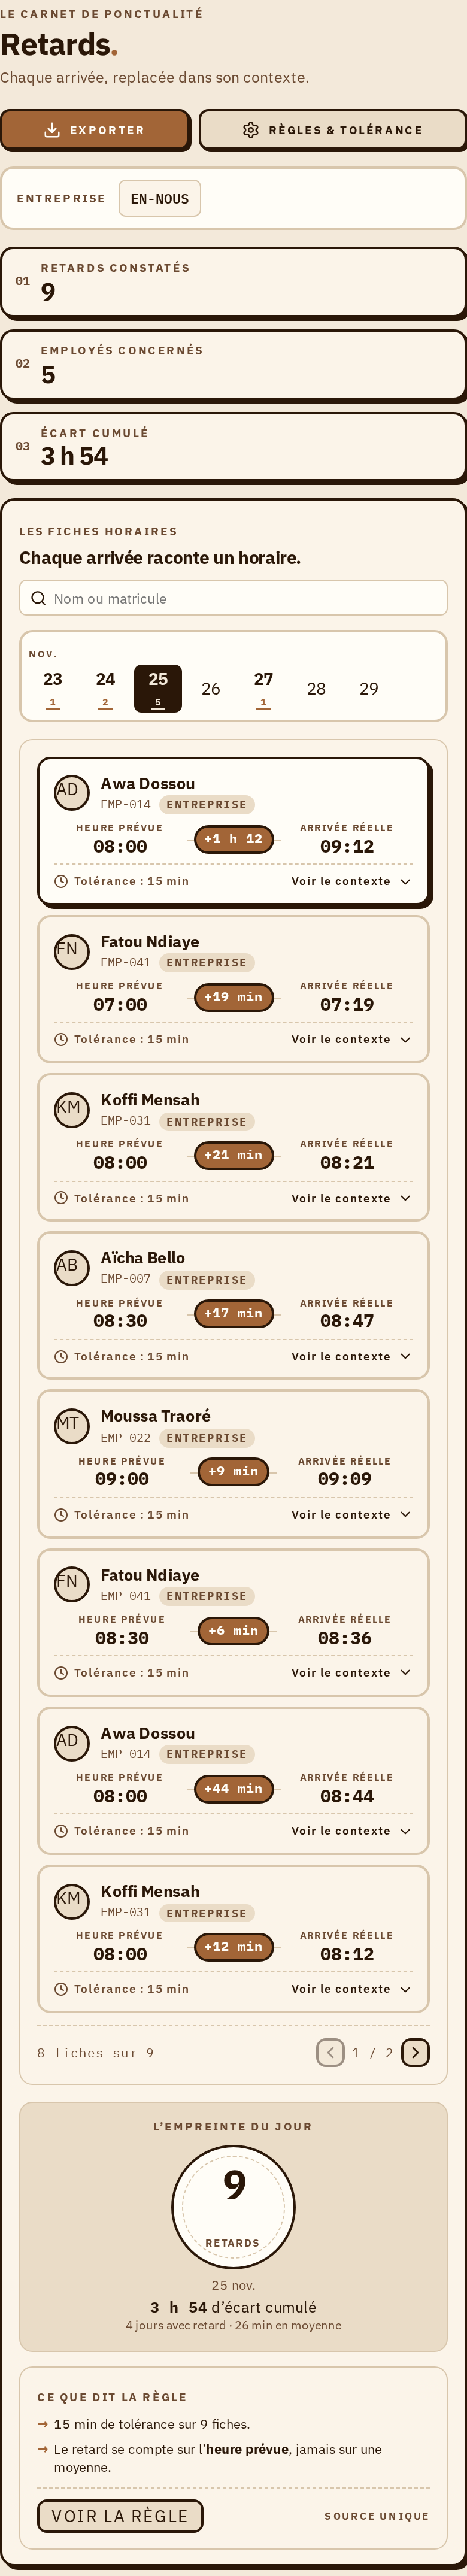 LE CARNET DE PONCTUALITÉ
Retards.
Chaque arrivée, replacée dans son contexte.
EXPORTER
RÈGLES & TOLÉRANCE
ENTREPRISE EN-NOUS
01 RETARDS CONSTATÉS
9
02 EMPLOYÉS CONCERNÉS
5
03 ÉCART CUMULÉ
3 h 54
LES FICHES HORAIRES
Chaque arrivée raconte un horaire.
Nom ou matricule
NOV.
23 24 25 26 27 28 29
1 2 5 1
AD Awa Dossou
EMP-014 ENTREPRISE
HEURE PRÉVUE ARRIVÉE RÉELLE
08:00 +1 h 12 09:12
Tolérance : 15 min Voir le contexte
FN Fatou Ndiaye
EMP-041 ENTREPRISE
HEURE PRÉVUE ARRIVÉE RÉELLE
07:00 +19 min 07:19
Tolérance : 15 min Voir le contexte
KM Koffi Mensah
EMP-031 ENTREPRISE
HEURE PRÉVUE ARRIVÉE RÉELLE
08:00 +21 min 08:21
Tolérance : 15 min Voir le contexte
AB Aïcha Bello
EMP-007 ENTREPRISE
HEURE PRÉVUE ARRIVÉE RÉELLE
08:30 +17 min 08:47
Tolérance : 15 min Voir le contexte
MT Moussa Traoré
EMP-022 ENTREPRISE
HEURE PRÉVUE ARRIVÉE RÉELLE
09:00 +9 min 09:09
Tolérance : 15 min Voir le contexte
FN Fatou Ndiaye
EMP-041 ENTREPRISE
HEURE PRÉVUE ARRIVÉE RÉELLE
08:30 +6 min 08:36
Tolérance : 15 min Voir le contexte
AD Awa Dossou
EMP-014 ENTREPRISE
HEURE PRÉVUE ARRIVÉE RÉELLE
08:00 +44 min 08:44
Tolérance : 15 min Voir le contexte
KM Koffi Mensah
EMP-031 ENTREPRISE
HEURE PRÉVUE ARRIVÉE RÉELLE
08:00 +12 min 08:12
Tolérance : 15 min Voir le contexte
8 fiches sur 9 1 / 2
L’EMPREINTE DU JOUR
9
RETARDS
25 nov.
3 h 54 d’écart cumulé
4 jours avec retard · 26 min en moyenne
CE QUE DIT LA RÈGLE
→ 15 min de tolérance sur 9 fiches.
→ Le retard se compte sur l’heure prévue, jamais sur une
moyenne.
VOIR LA RÈGLE SOURCE UNIQUE